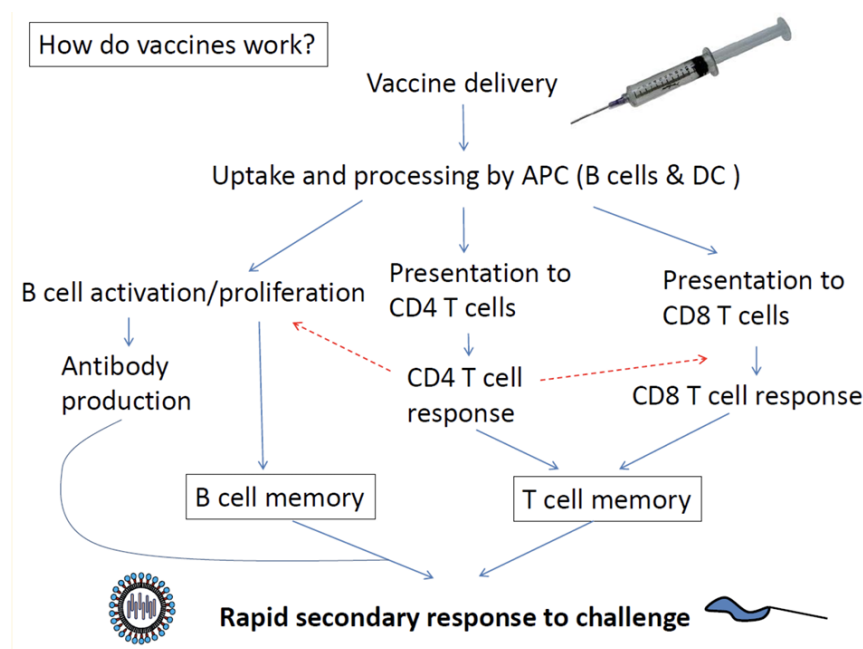 How do vaccines work?
Vaccine delivery
Uptake and processing by APC (B cells & DC )
B cell activation/proliferation
Presentation to
CD4 T cells
Presentation to
CD8 T cells
Antibody
production
CD4 T cell
response
CD8 T cell response
B cell memory
T cell memory
Rapid secondary response to challenge